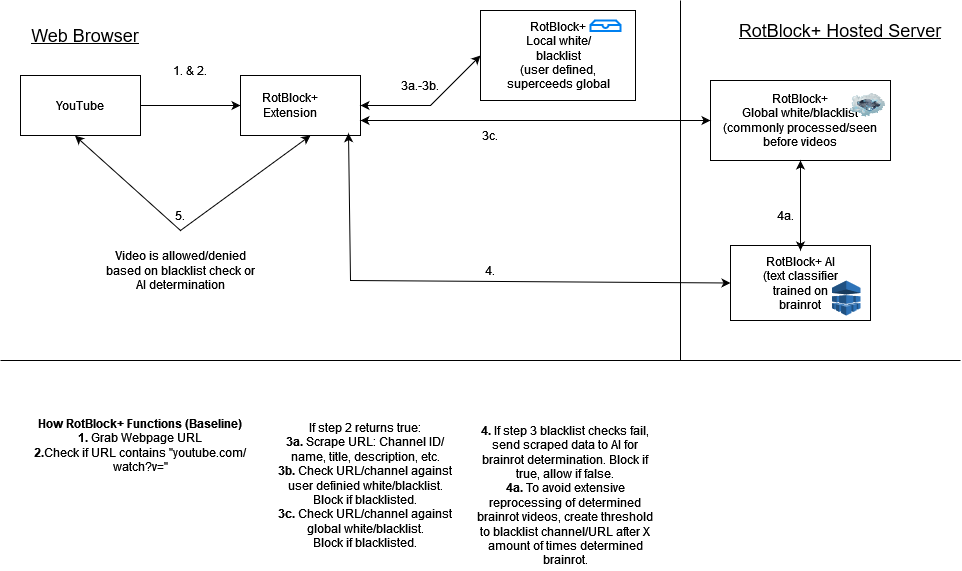 Web Browser
RotBlock+ Hosted Server
RotBlock+
Local white/
blacklist
(user defined,
superceeds global
1. & 2.
3a.-3b.
YouTube
RotBlock+
Extension
RotBlock+
Global white/blacklist
(commonly processed/seen
before videos
3c.
5.
4a.
Video is allowed/denied
based on blacklist check or
AI determination
4.
RotBlock+ AI
(text classifier
trained on
brainrot
How RotBlock+ Functions (Baseline)
1. Grab Webpage URL
2.Check if URL contains "youtube.com/
watch?v="
If step 2 returns true:
3a. Scrape URL: Channel ID/
name, title, description, etc.
3b. Check URL/channel against
user definied white/blacklist.
Block if blacklisted.
3c. Check URL/channel against
global white/blacklist.
Block if blacklisted.
4. If step 3 blacklist checks fail,
send scraped data to AI for
brainrot determination. Block if
true, allow if false.
4a. To avoid extensive
reprocessing of determined
brainrot videos, create threshold
to blacklist channel/URL after X
amount of times determined
brainrot.